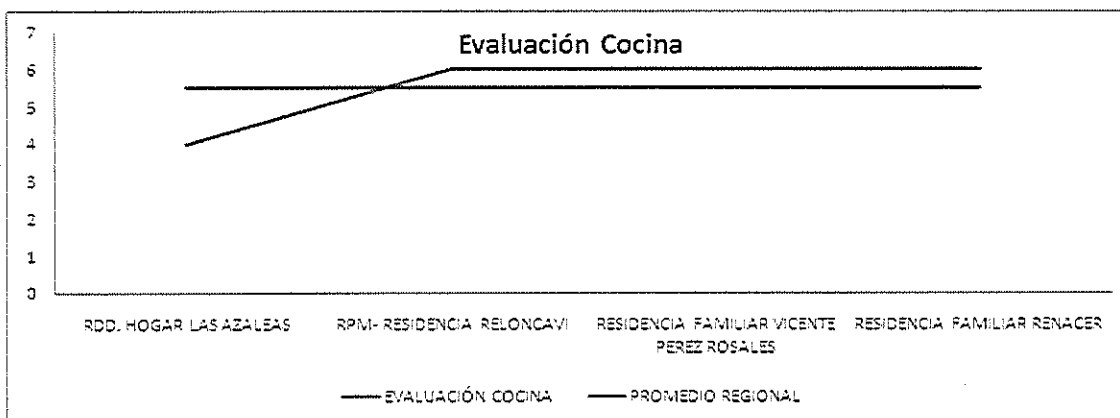 Evaluación Cocina
7
6
5
4
3
2
1
0
RDD. HOGAR LAS AZALEAS
RPM- RESIDENCIA RELONCAVI
RESIDENCIA FAMILIAR VICENTE
PEREZ ROSALES
RESIDENCIA FAMILIAR RENACER
EVALUACIÓN COCINA
PROMEDIO REGIONAL